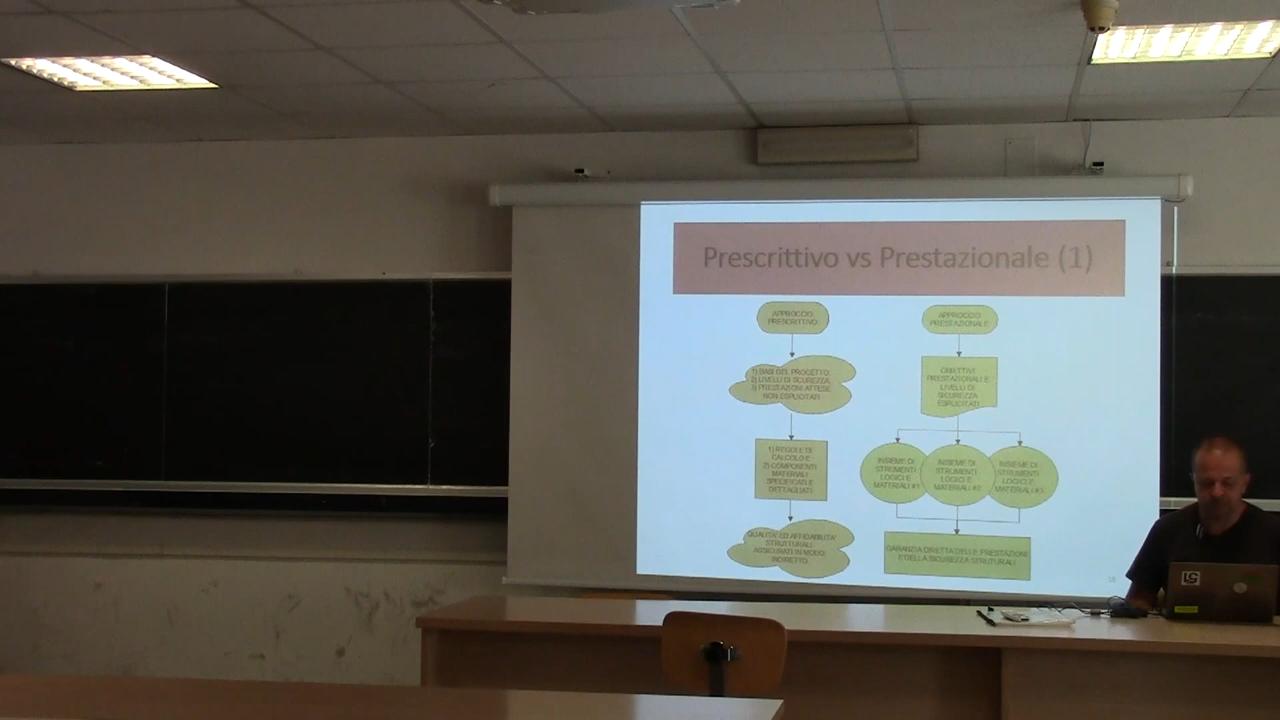 Prescrittivo vs Prestazionale (1)
APPROCCIO
PRESCRITTIVO
1) BASI DEL PROGETTO,
2) LIVELLI DI SICUREZZA,
3) PRESTAZIONI ATTESE
NON ESPLICITATI
1) REGOLE DI
CALCOLO E
2) COMPONENTI
MATERIALI
SPECIFICATI E
DETTAGLIATI
QUALITA' ED AFFIDABILITA'
STRUTTURALI
ASSICURATI IN MODO
INDIRETTO
APPROCCIO
PRESTAZIONALE
OBIETTIVI
PRESTAZIONALI E
LIVELLI DI
SICUREZZA
ESPLICITATI
INSIEME DI
STRUMENTI
LOGICI E
MATERIALI #1
INSIEME DI
STRUMENTI
LOGICI E
MATERIALI #2
INSIEME DI
STRUMENTI
LOGICI E
MATERIALI #3
GARANZIA DIRETTA DELLE PRESTAZIONI
E DELLA SICUREZZA STRUTURALI